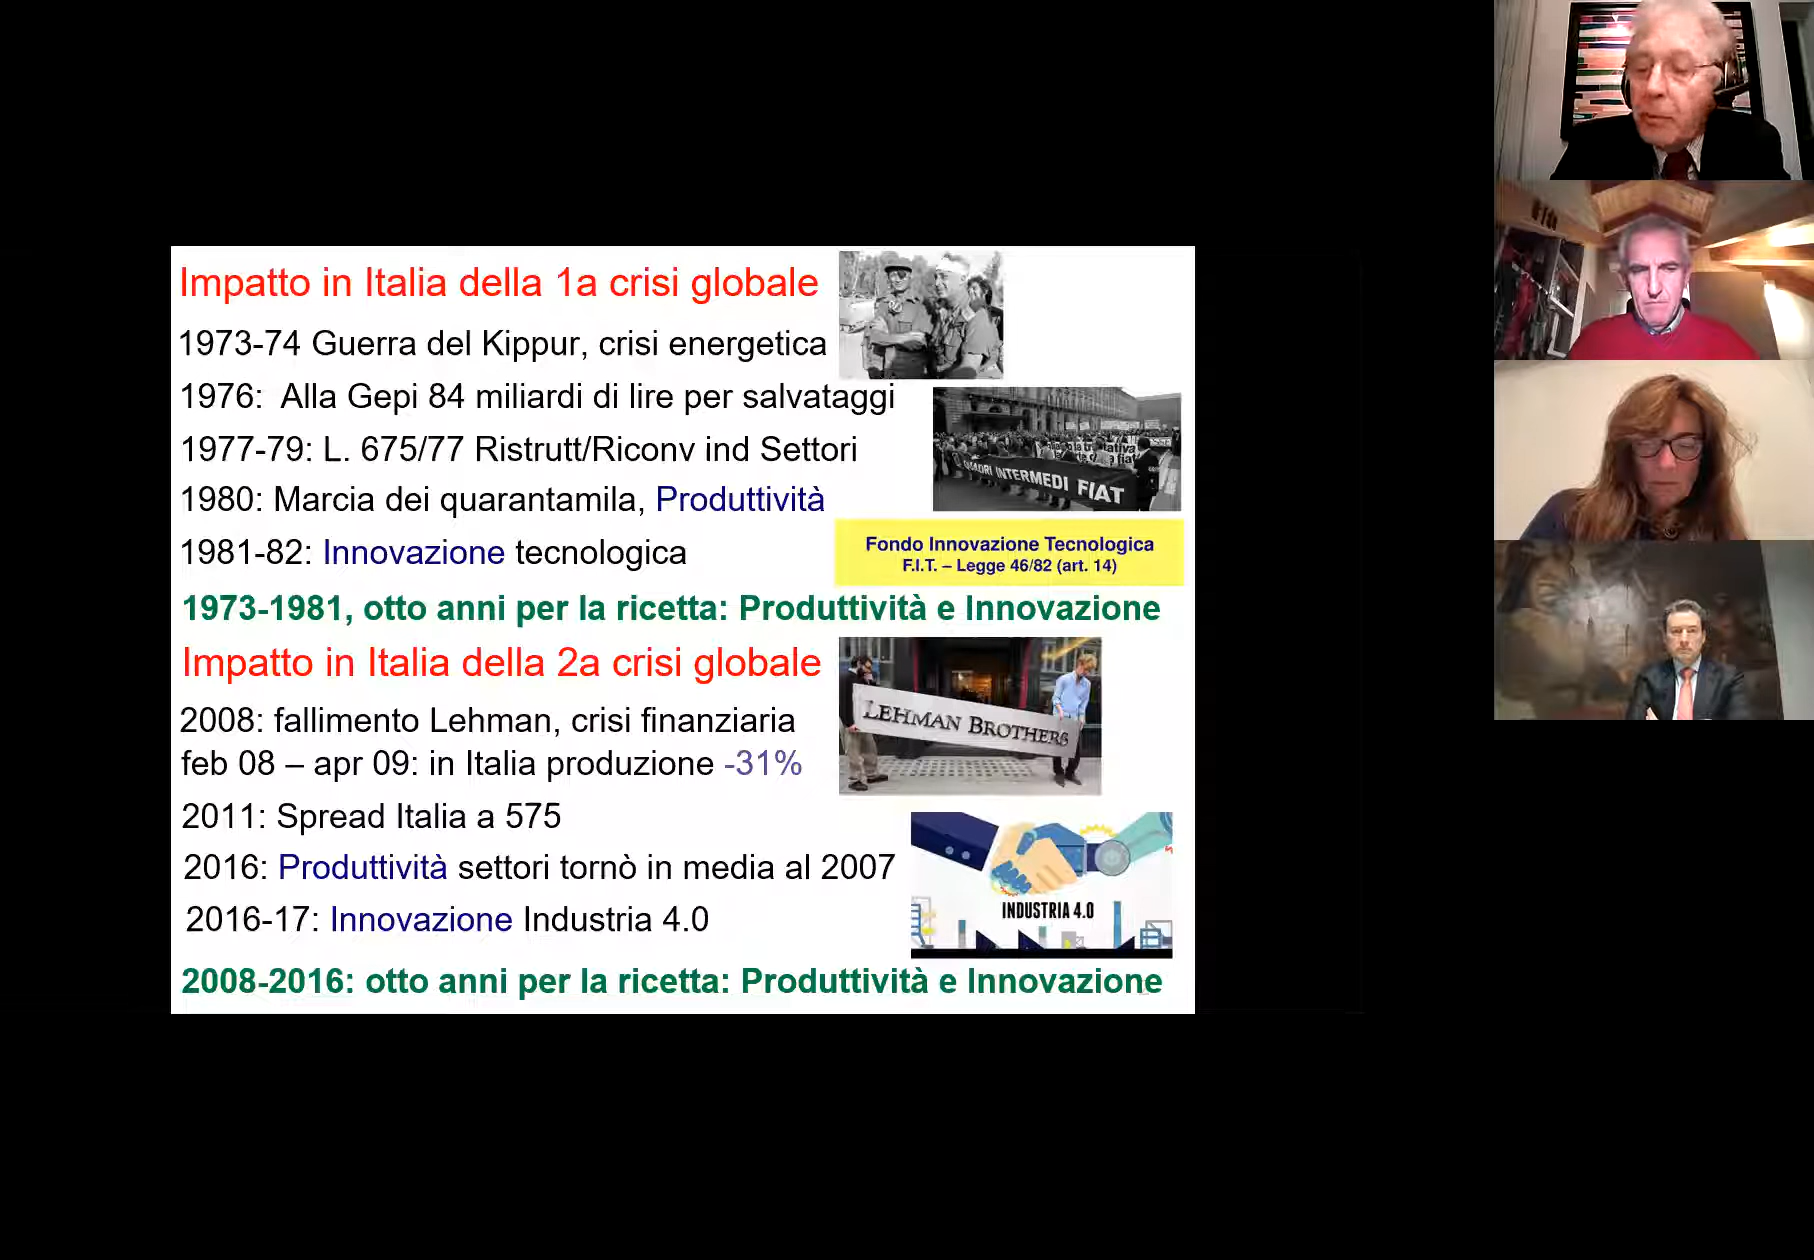 Impatto in Italia della 1a crisi globale
1973-74 Guerra del Kippur, crisi energetica
1976: Alla Gepi 84 miliardi di lire per salvataggi
1977-79: L. 675/77 Ristrutt/Riconv ind Settori
QUADRI INTERMEDI FIAT
1980: Marcia dei quarantamila, Produttività
1981-82: Innovazione tecnologica
Fondo Innovazione Tecnologica
F.I.T. – Legge 46/82 (art. 14)
1973-1981, otto anni per la ricetta: Produttività e Innovazione
Impatto in Italia della 2a crisi globale
2008: fallimento Lehman, crisi finanziaria
LEHMAN BROTHERS
feb 08 – apr 09: in Italia produzione -31%
2011: Spread Italia a 575
2016: Produttività settori tornò in media al 2007
2016-17: Innovazione Industria 4.0
INDUSTRIA 4.0
2008-2016: otto anni per la ricetta: Produttività e Innovazione